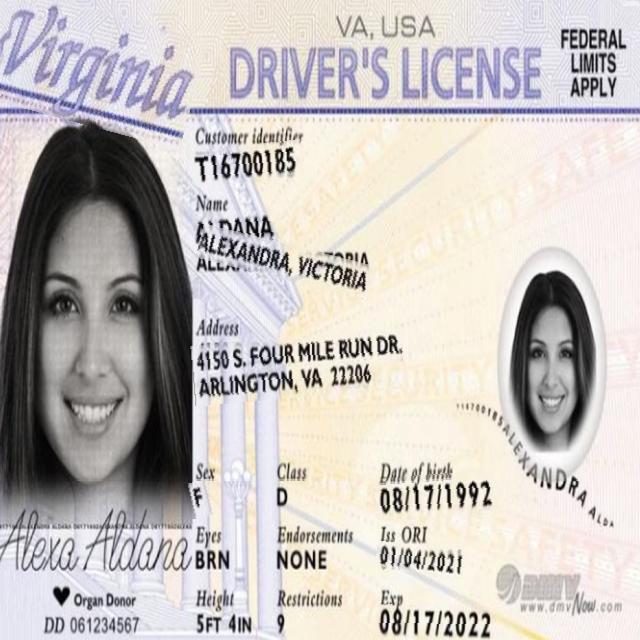 Virginia
VA, USA
DRIVER'S LICENSE
FEDERAL
LIMITS
APPLY
Customer identifier
T16700185
Name
ALDANA
ALEXANDRA, VICTORIA
Address
4150 S. FOUR MILE RUN DR.
ARLINGTON, VA 22206
Sex
F
Class
D
Date of birth
08/17/1992
Eyes
BRN
Endorsements
NONE
Iss ORI
01/04/2021
Height
5FT 4IN
Restrictions
9
Exp
08/17/2022
Alexa Aldana
Organ Donor
DD 061234567
T16700185ALEXANDRA ALDA
dmv
www.dmvNow.com